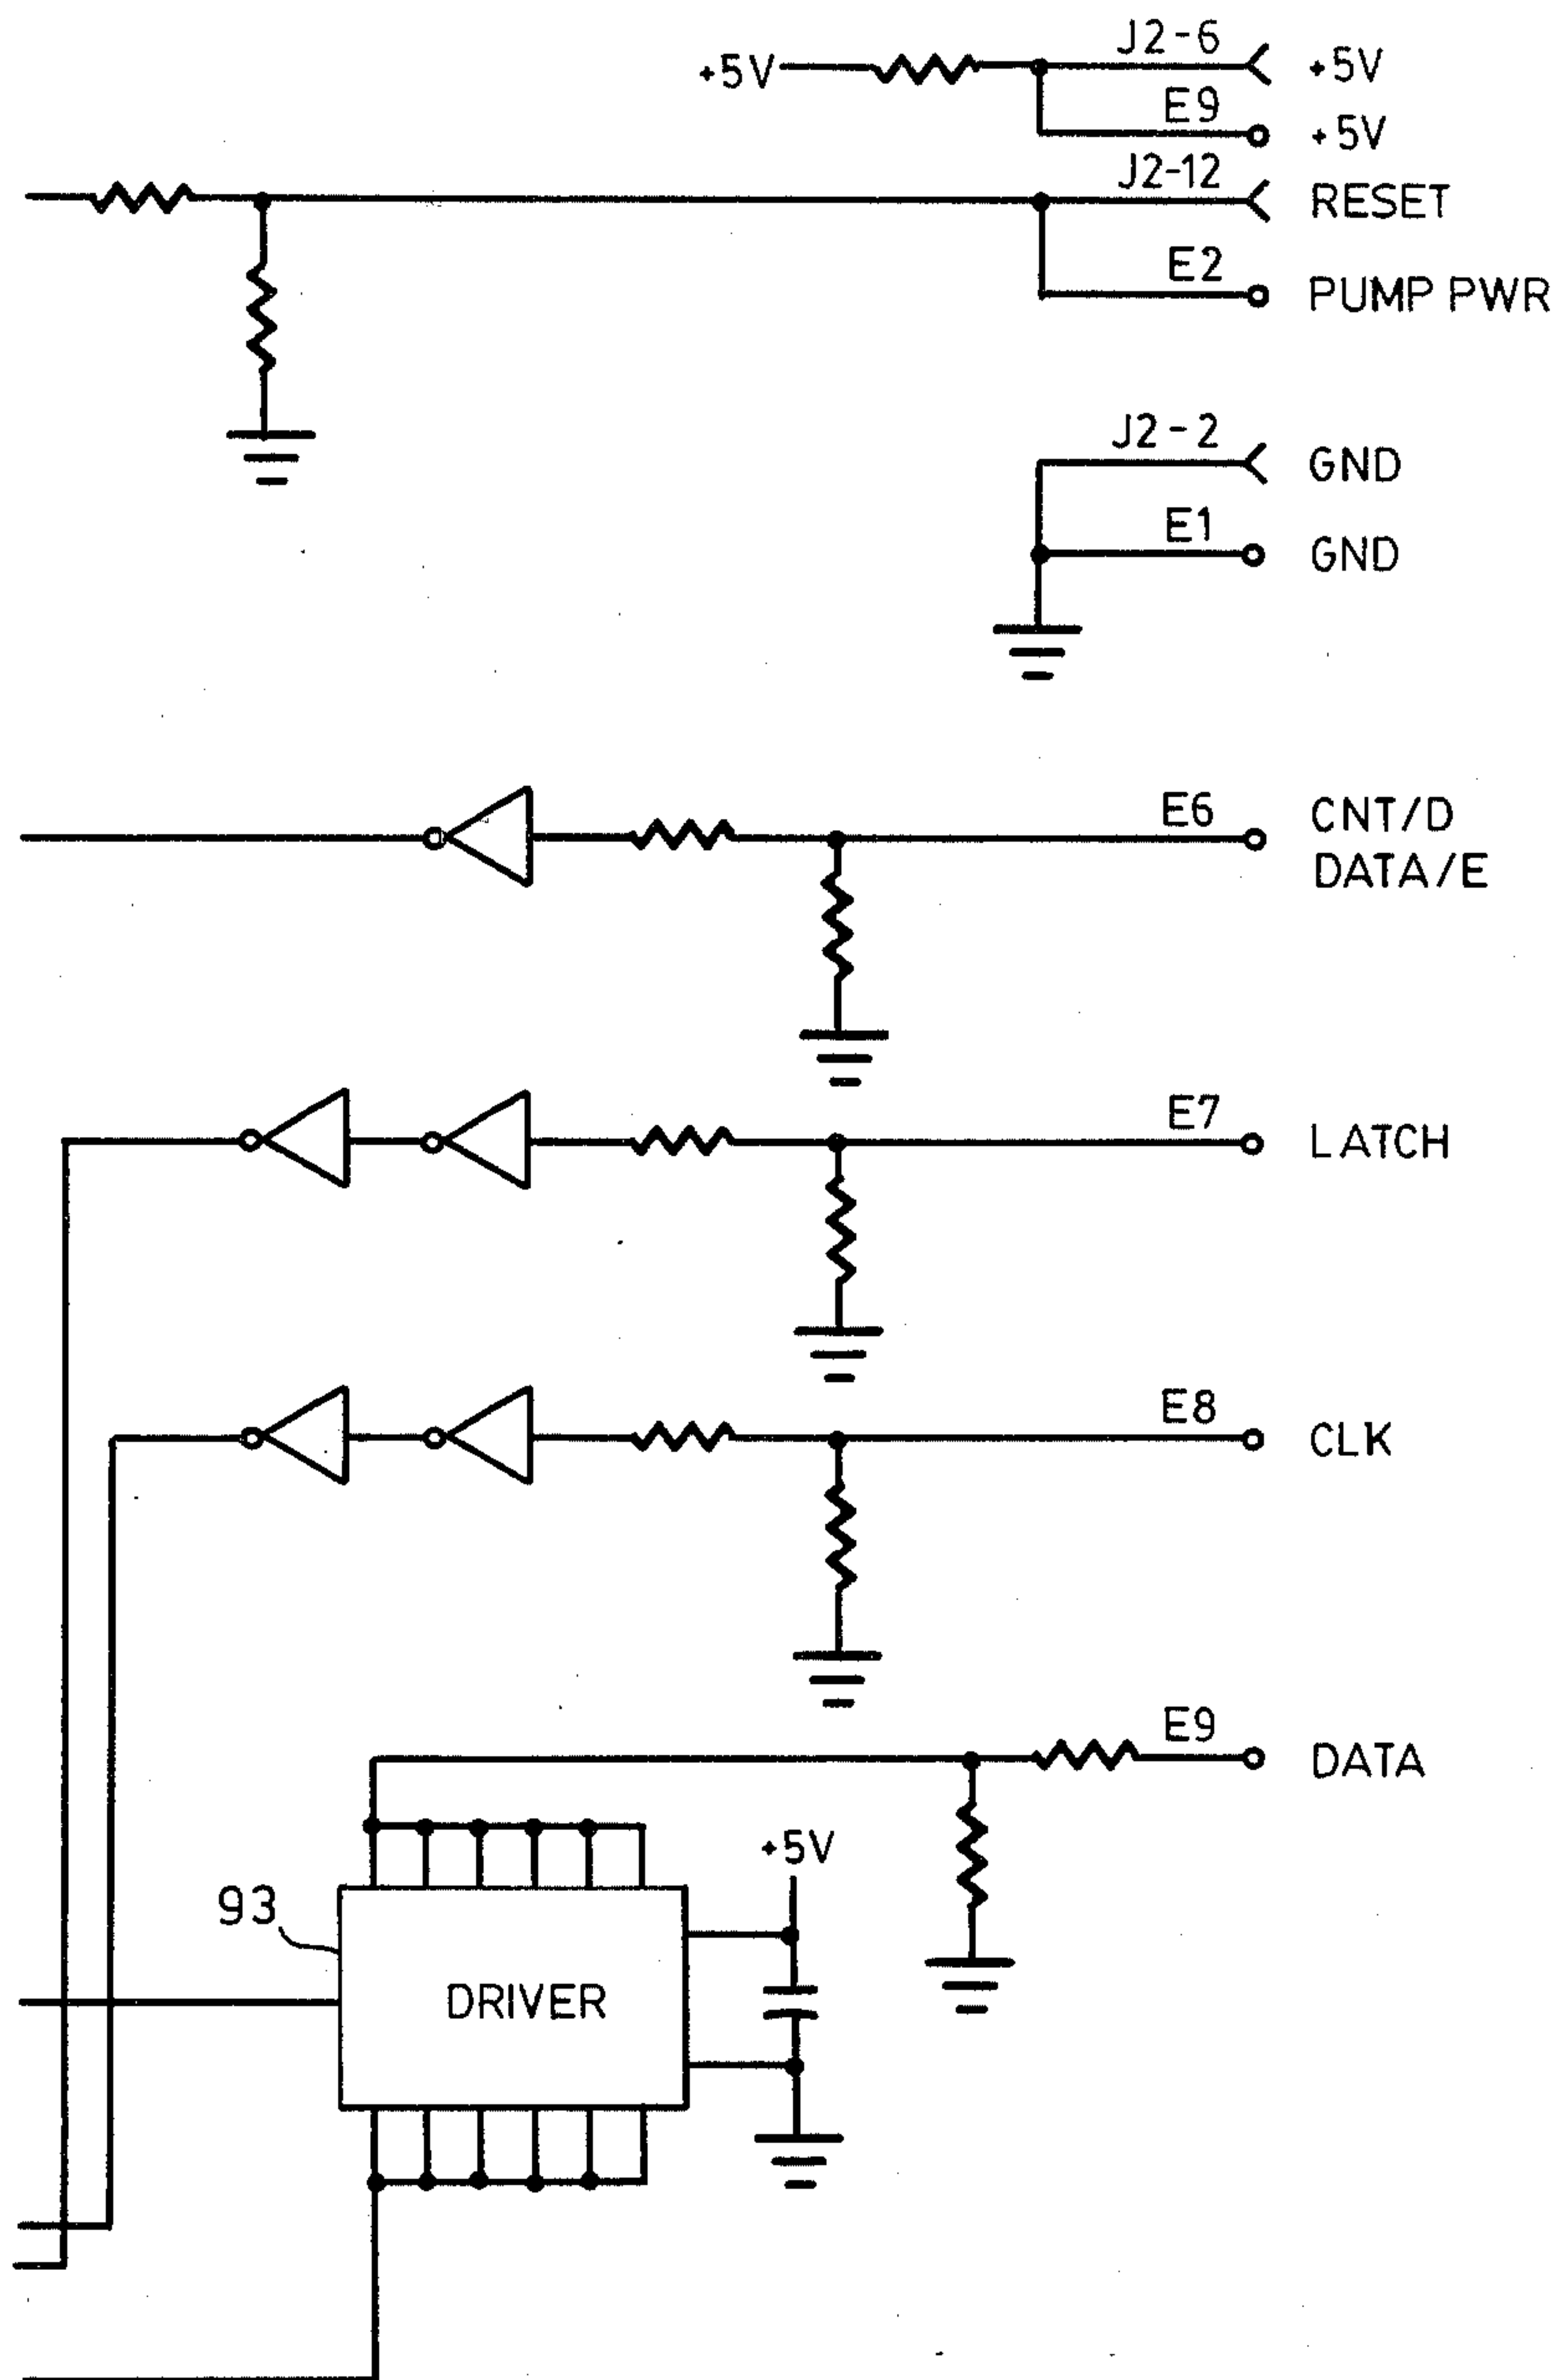 J2-6
+5V
+5V
E9
+5V
J2-12
RESET
E2
PUMP PWR
J2-2
GND
E1
GND
E6
CNT/D
DATA/E
E7
LATCH
E8
CLK
E9
DATA
+5V
93
DRIVER